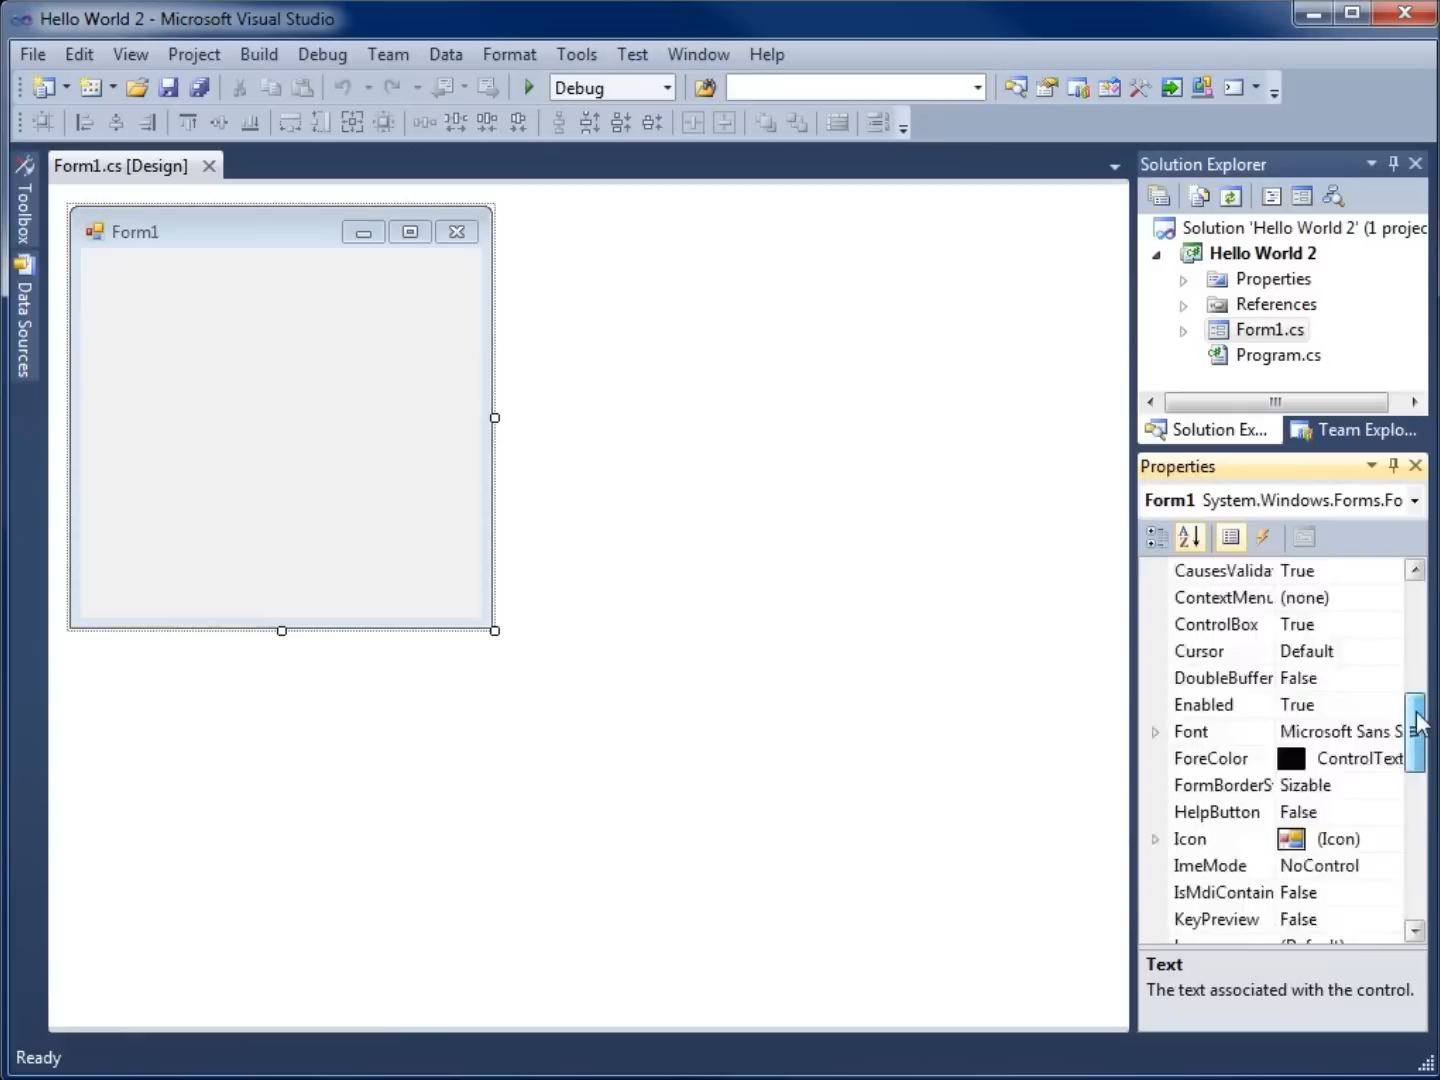 Hello World 2 - Microsoft Visual Studio
File Edit View Project Build Debug Team Data Format Tools Test Window Help
Debug
Toolbox
Data Sources
Form1.cs [Design]
Form1
Solution Explorer
Solution 'Hello World 2' (1 projec
Hello World 2
Properties
References
Form1.cs
Program.cs
Solution Ex... Team Explo...
Properties
Form1 System.Windows.Forms.Fo
CausesValida True
ContextMenu (none)
ControlBox True
Cursor Default
DoubleBuffer False
Enabled True
Font Microsoft Sans S
ForeColor ControlText
FormBorderS Sizable
HelpButton False
Icon (Icon)
ImeMode NoControl
IsMdiContain False
KeyPreview False
Text
The text associated with the control.
Ready